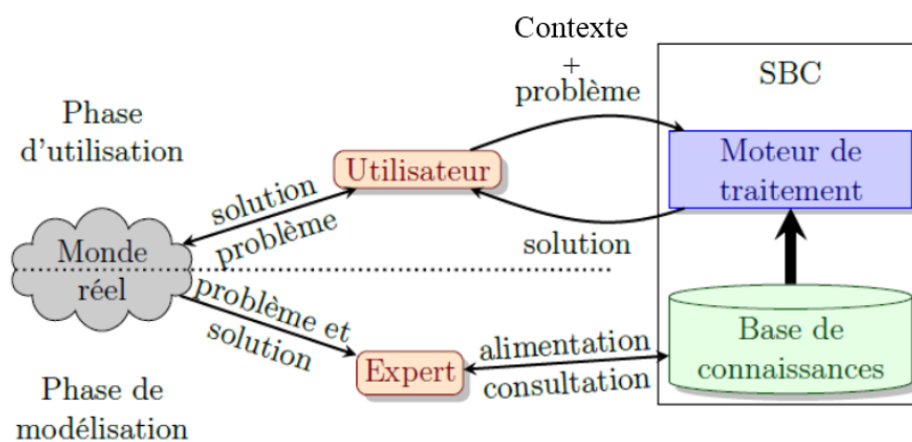 Contexte
+
problème
SBC
Phase
d'utilisation
Utilisateur
Moteur de
traitement
solution
problème
solution
Monde
réel
problème et
solution
Expert
alimentation
consultation
Base de
connaissances
Phase de
modélisation